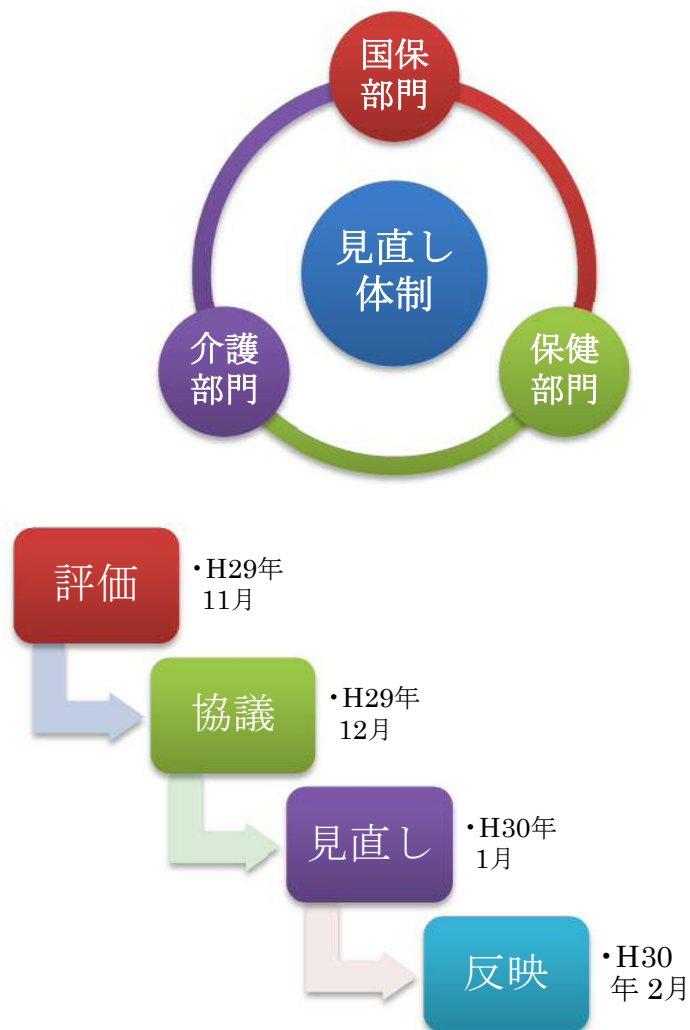 国保
部門
見直し
体制
介護
部門
保健
部門
評価
・H29年
11月
協議
・H29年
12月
見直し
・H30年
1月
反映
・H30
年 2月